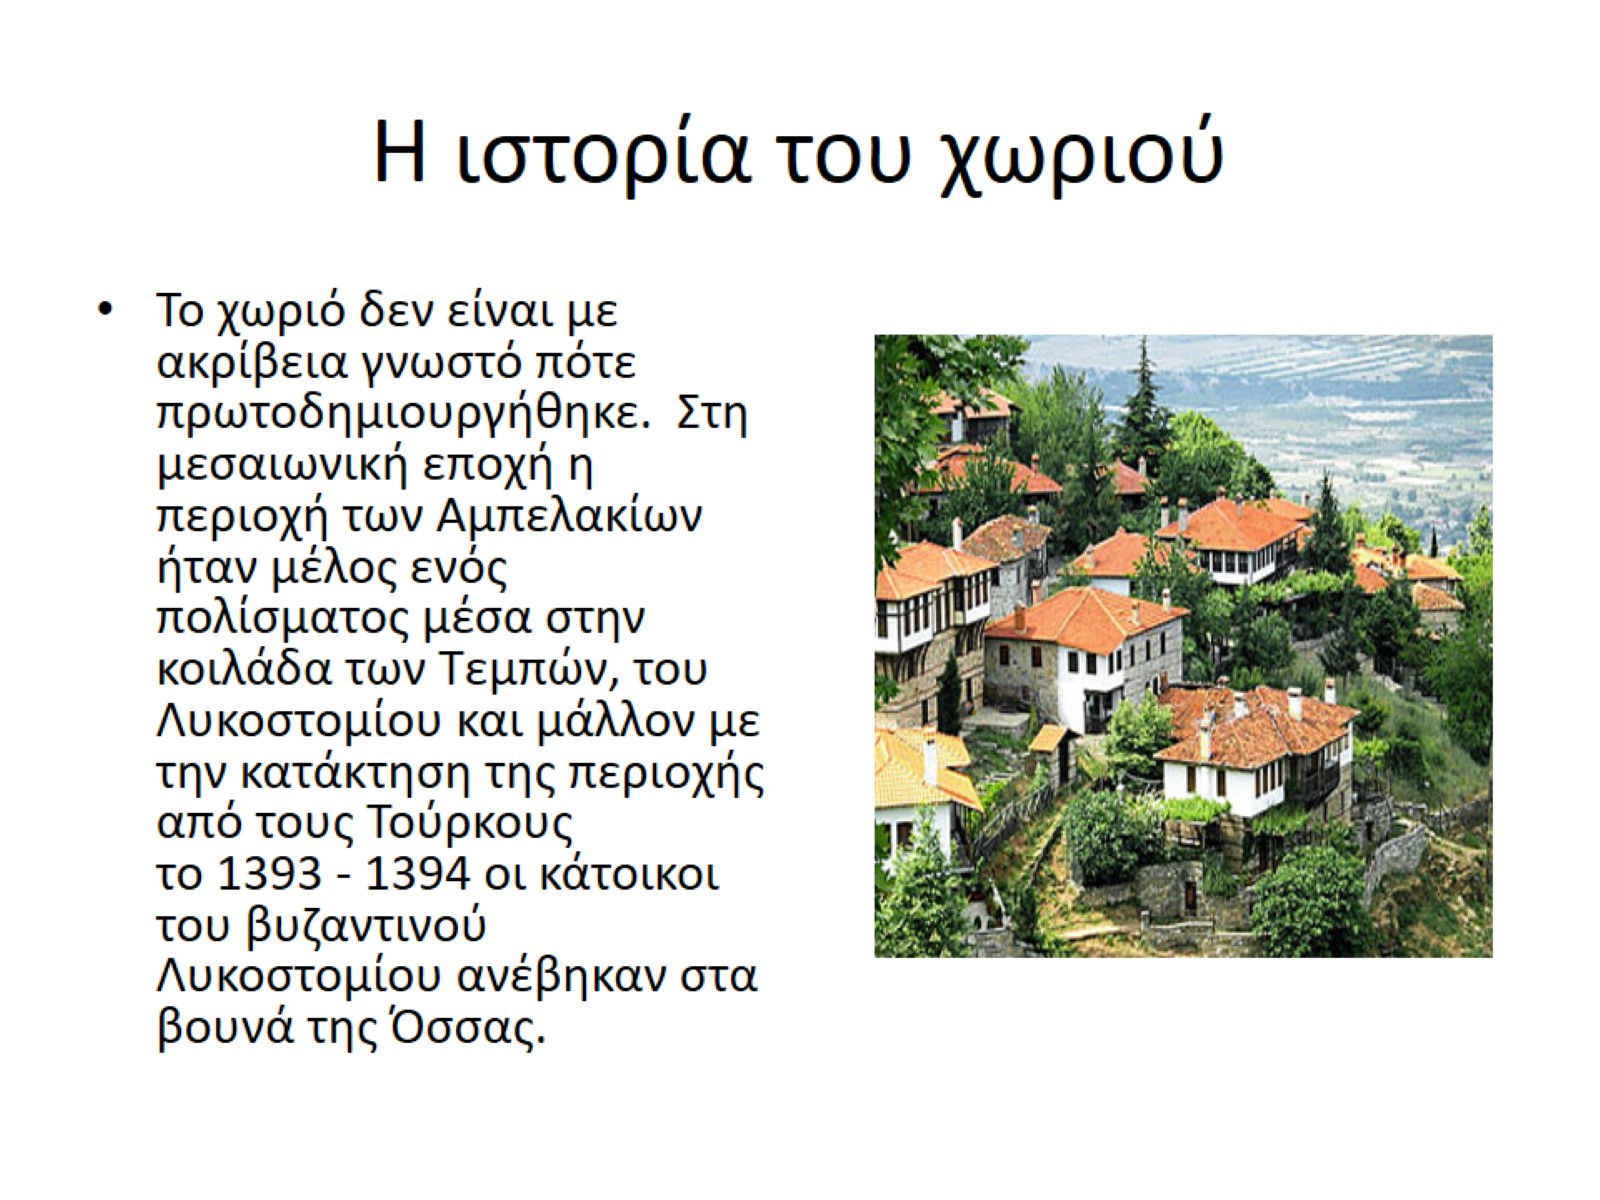 Η ιστορία του χωριού
• Το χωριό δεν είναι με
ακρίβεια γνωστό πότε
πρωτοδημιουργήθηκε.  Στη
μεσαιωνική εποχή η
περιοχή των Αμπελακίων
ήταν μέλος ενός
πολίσματος μέσα στην
κοιλάδα των Τεμπών, του
Λυκοστομίου και μάλλον με
την κατάκτηση της περιοχής
από τους Τούρκους
το 1393 - 1394 οι κάτοικοι
του βυζαντινού
Λυκοστομίου ανέβηκαν στα
βουνά της Όσσας.